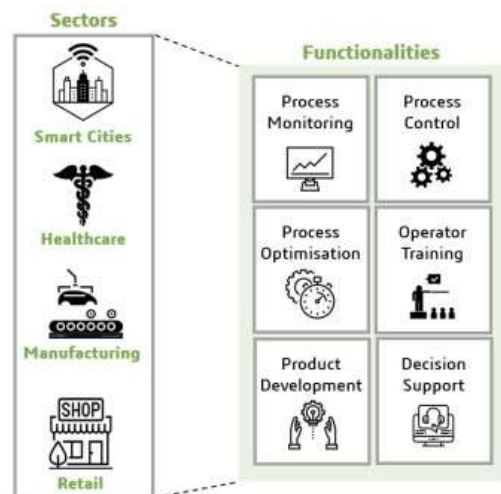 Sectors
Smart Cities
Healthcare
Manufacturing
SHOP
Retail
Functionalities
Process
Monitoring
Process
Control
Process
Optimisation
Operator
Training
Product
Development
Decision
Support